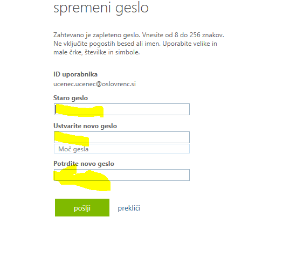 spremeni geslo
Zahtevano je zapleteno geslo. Vnesite od 8 do 256 znakov.
Ne vključite pogostih besed ali imen. Uporabite velike in
male črke, številke in simbole.
ID uporabnika
ucenec.ucenec@oslovrenc.si
Staro geslo
Ustvarite novo geslo
Moč gesla
Potrdite novo geslo
pošlji
prekliči